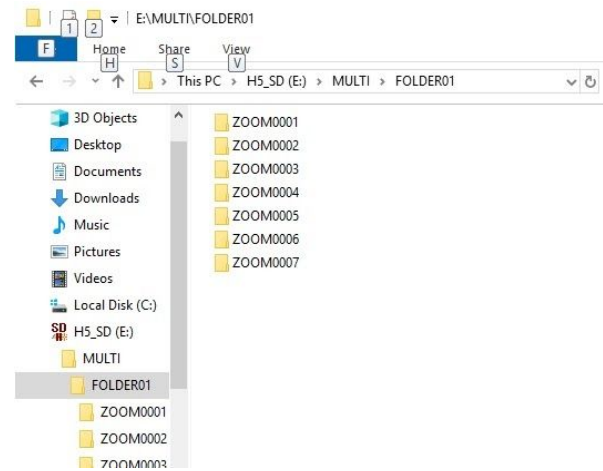 1 2 E:\MULTI\FOLDER01
F Home Share View
H S V
This PC > H5_SD (E:) > MULTI > FOLDER01
3D Objects
Desktop
Documents
Downloads
Music
Pictures
Videos
Local Disk (C:)
H5_SD (E:)
MULTI
FOLDER01
ZOOM0001
ZOOM0002
ZOOM0003
ZOOM0001
ZOOM0002
ZOOM0003
ZOOM0004
ZOOM0005
ZOOM0006
ZOOM0007